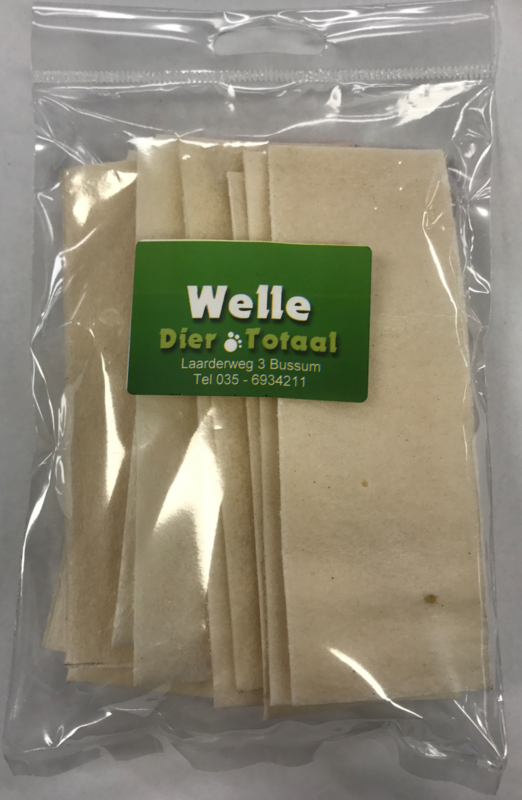 Welle
Dier Totaal
Laarderweg 3 Bussum
Tel 035 - 6934211